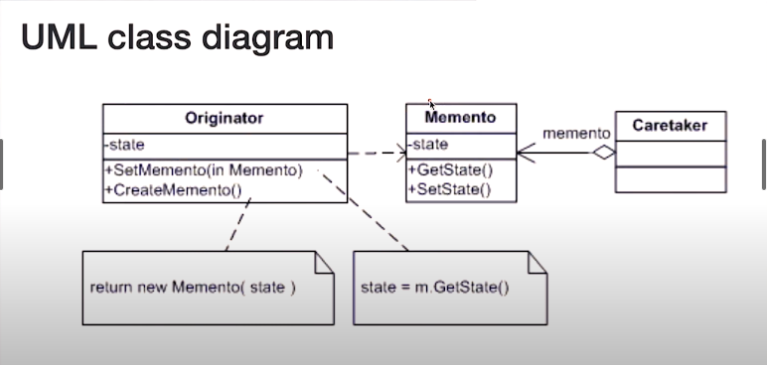 UML class diagram
Originator
-state
+SetMemento(in Memento)
+CreateMemento()
Memento
-state
+GetState()
+SetState()
memento
Caretaker
return new Memento( state )
state = m.GetState()